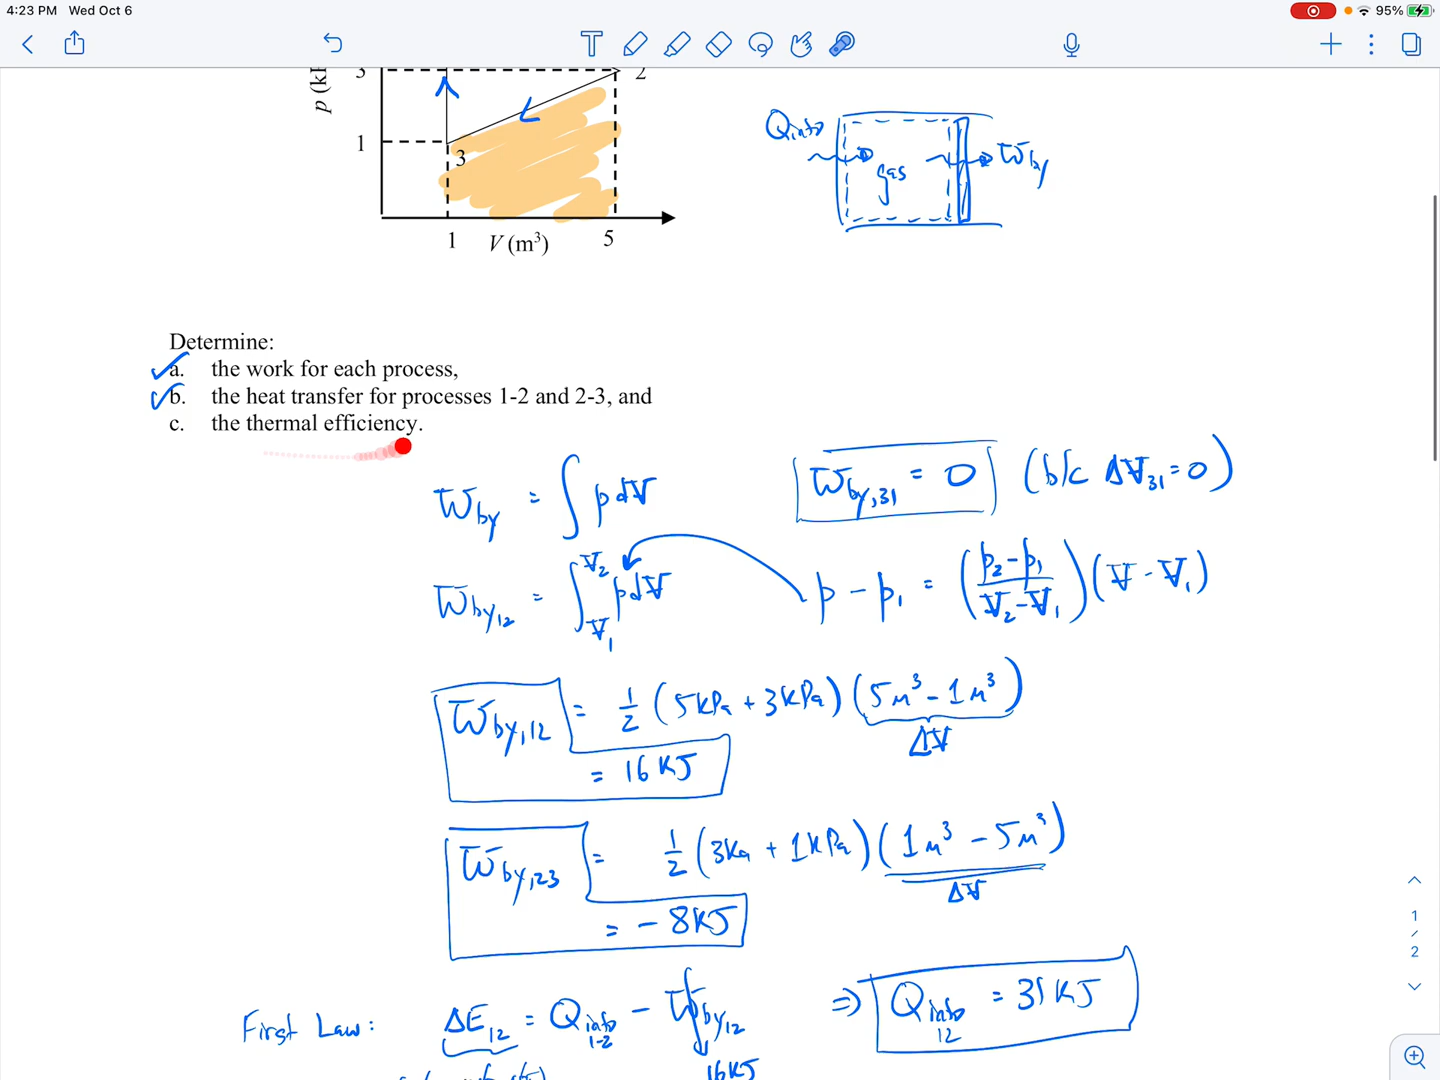 4:23 PM Wed Oct 6
95%
p (kP
3
2
1
3
1
V (m³)
5
Q into
gas
W by
Determine:
a. the work for each process,
b. the heat transfer for processes 1-2 and 2-3, and
c. the thermal efficiency.
W by = ∫ p dV
W by,31 = 0 (b/c ΔV31 = 0)
W by12 = ∫ V1 V2 p dV
p - p1 = (p2 - p1 / V2 - V1)(V - V1)
W by,12 = 1/2 (5 kPa + 3 kPa)(5 m³ - 1 m³)
ΔV
= 16 kJ
W by,23 = 1/2 (3 Ka + 1 kPa)(1 m³ - 5 m³)
ΔV
= - 8 kJ
First Law: ΔE12 = Q into 1-2 - W by12
⇒ Q into 12 = 31 kJ
16 kJ
1
/
2